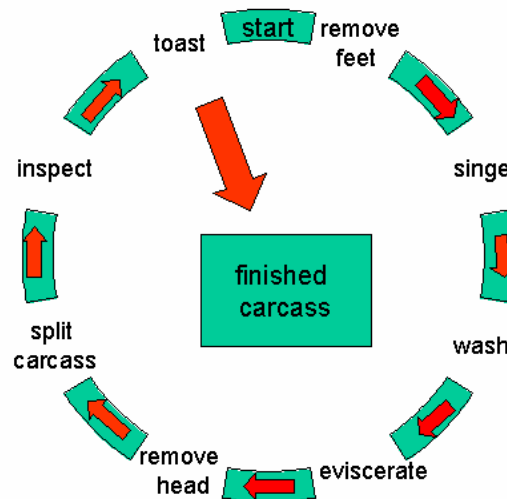 start
remove
feet
singe
wash
eviscerate
remove
head
split
carcass
inspect
toast
finished
carcass